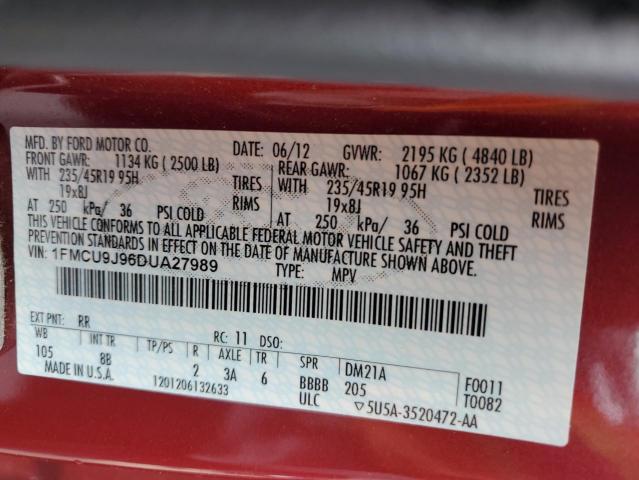 MFD. BY FORD MOTOR CO. DATE: 06/12 GVWR: 2195 KG ( 4840 LB)
FRONT GAWR: 1134 KG ( 2500 LB) REAR GAWR: 1067 KG ( 2352 LB)
WITH 235/45R19 95H TIRES WITH 235/45R19 95H TIRES
19x8J RIMS 19x8J RIMS
AT 250 kPa/ 36 PSI COLD AT 250 kPa/ 36 PSI COLD
THIS VEHICLE CONFORMS TO ALL APPLICABLE FEDERAL MOTOR VEHICLE SAFETY AND THEFT
PREVENTION STANDARDS IN EFFECT ON THE DATE OF MANUFACTURE SHOWN ABOVE.
VIN: 1FMCU9J96DUA27989 TYPE: MPV
EXT PNT: RR RC: 11 DSO:
WB INT TR TP/PS R AXLE TR SPR DM21A F0011
105 8B 2 3A 6 BBBB 205 T0082
MADE IN U.S.A. 1201206132633 ULC ▽5U5A-3520472-AA